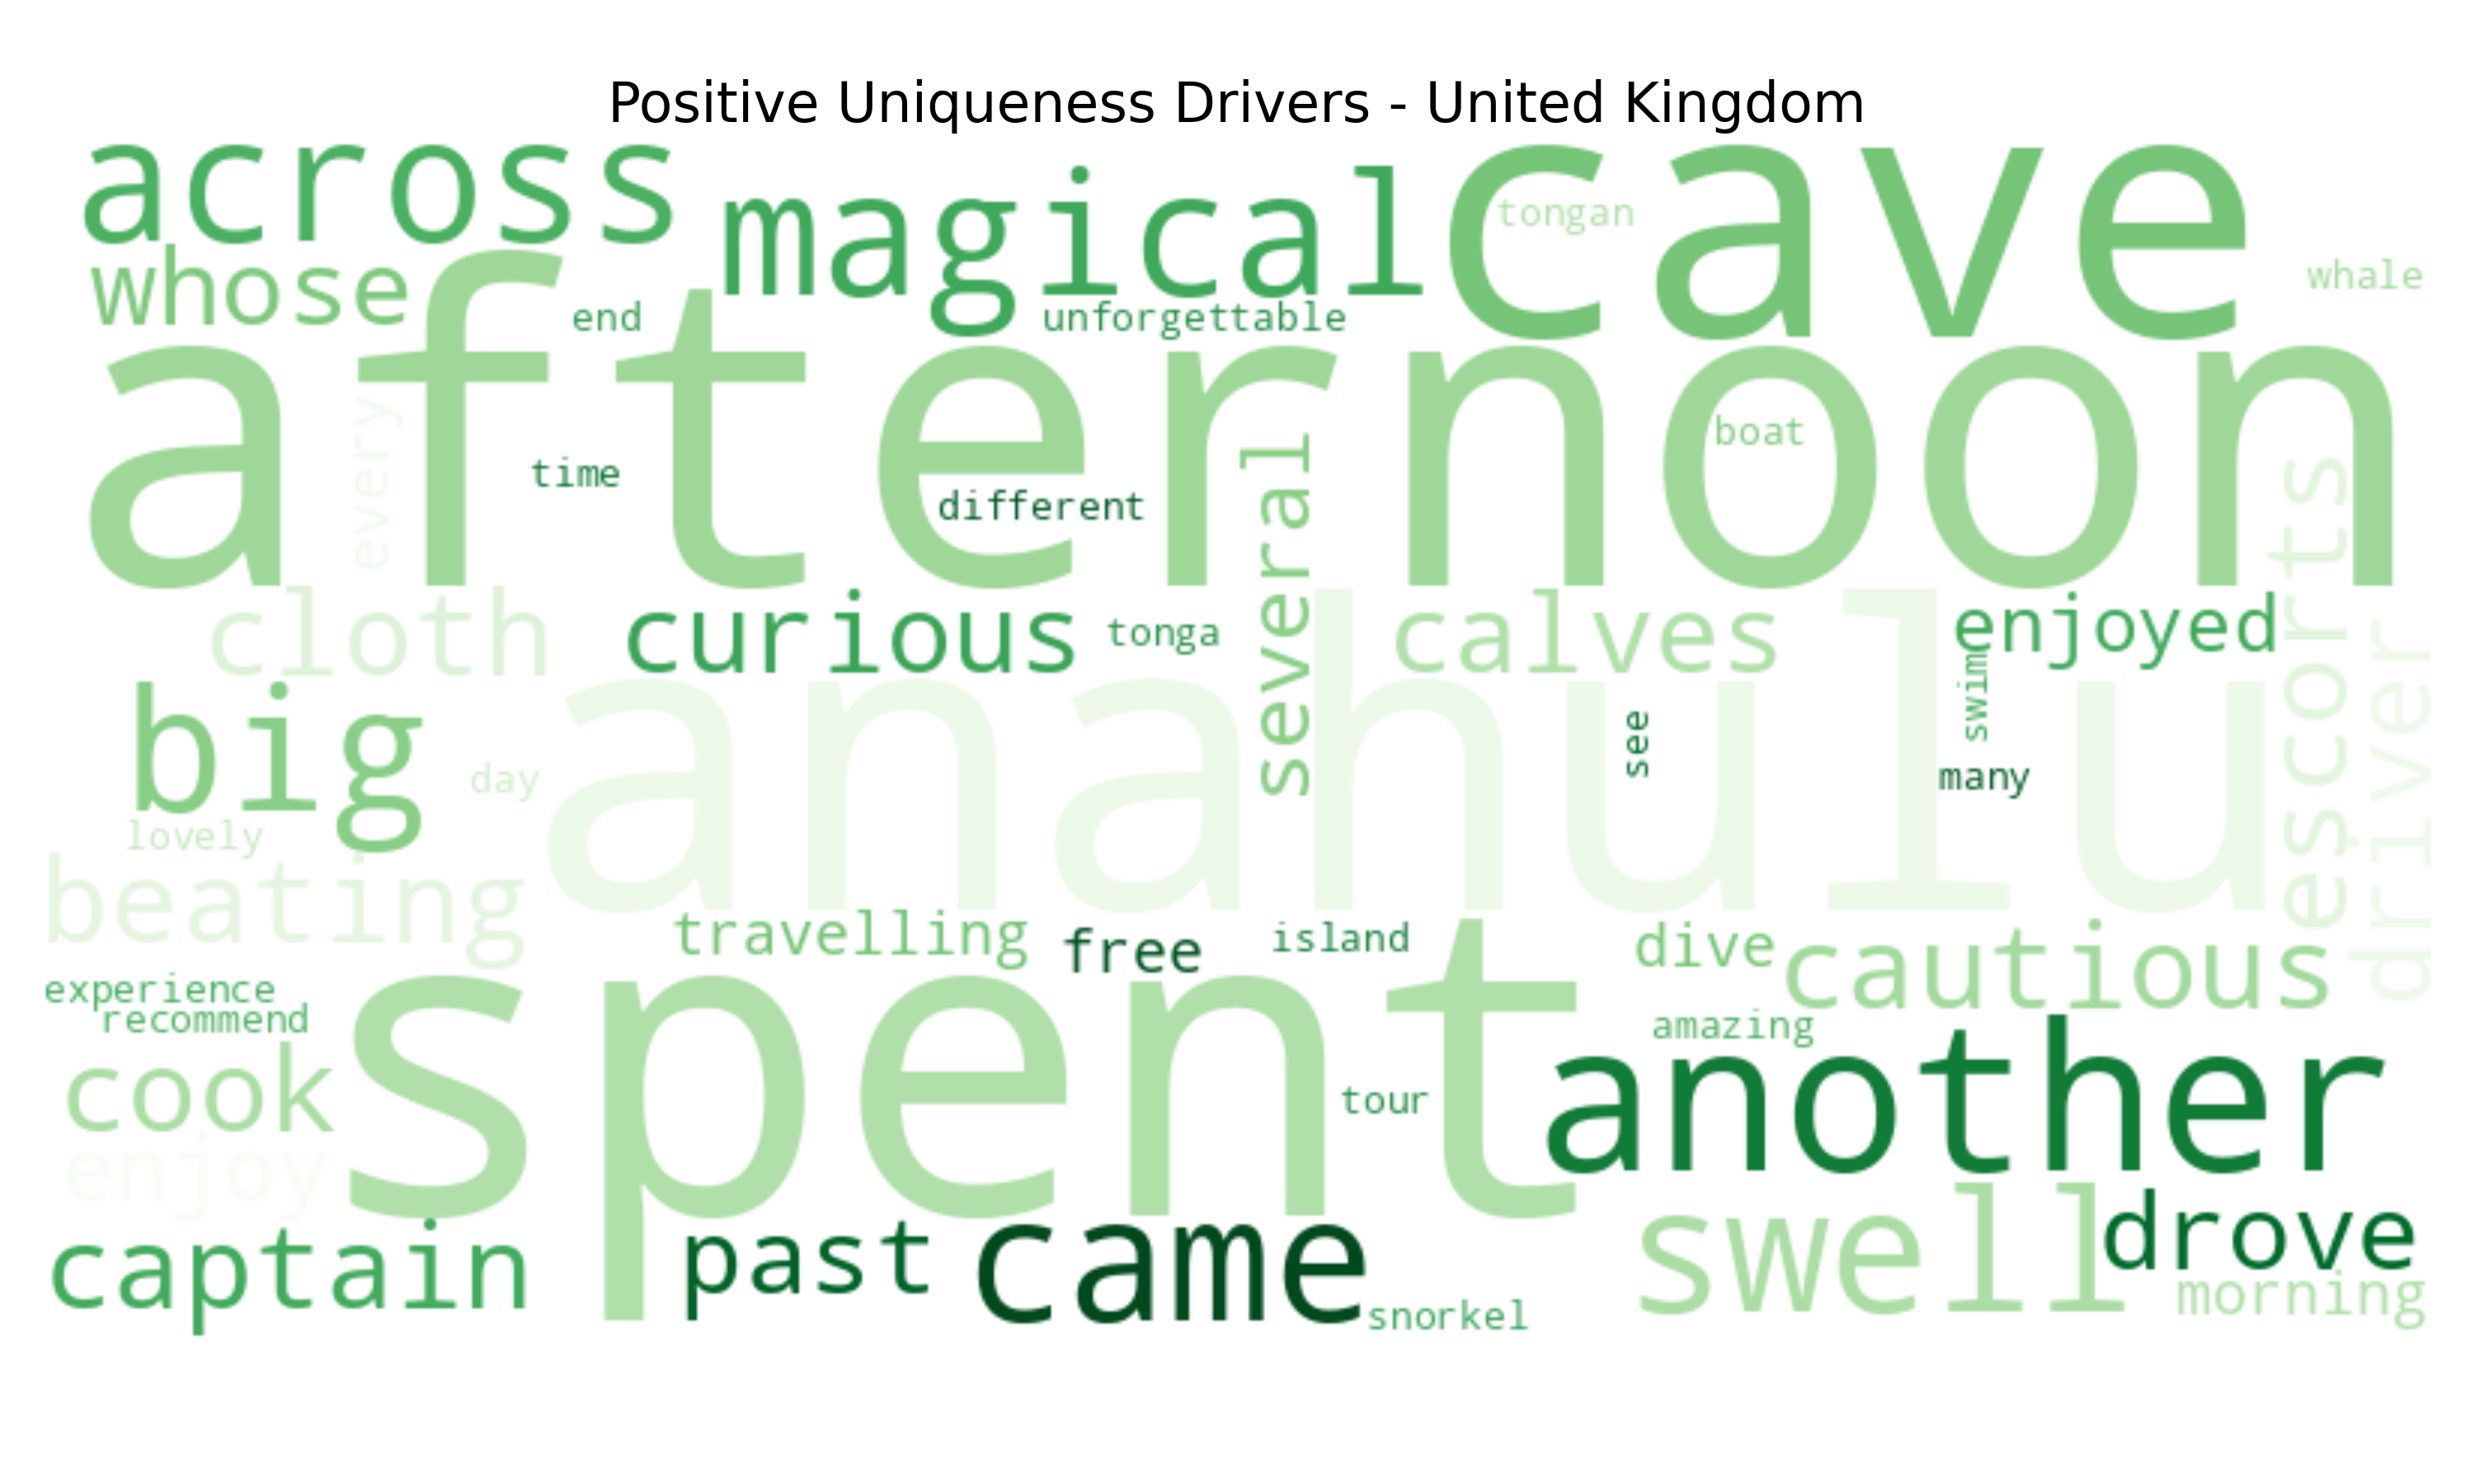 Positive Uniqueness Drivers - United Kingdom
across
magical
cave
tongan
whose
end
unforgettable
whale
afternoon
every
time
different
several
boat
escorts
cloth
curious
tonga
calves
enjoyed
swim
driver
big
day
anahulu
see
many
lovely
beating
travelling
free
island
dive
cautious
experience
recommend
spent
amazing
cook
tour
another
enjoy
captain
past
came
snorkel
swell
drove
morning